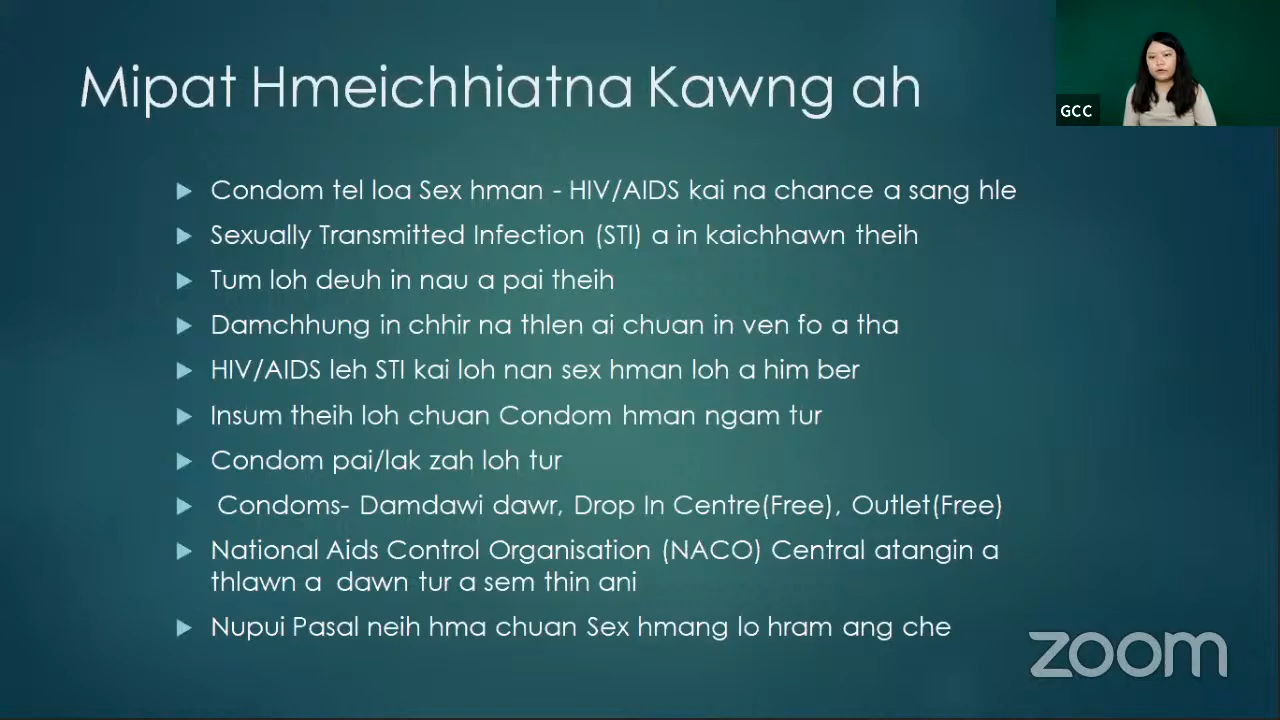 Mipat Hmeichhiatna Kawng ah
GCC
Condom tel loa Sex hman - HIV/AIDS kai na chance a sang hle
Sexually Transmitted Infection (STI) a in kaichhawn theih
Tum loh deuh in nau a pai theih
Damchhung in chhir na thlen ai chuan in ven fo a tha
HIV/AIDS leh STI kai loh nan sex hman loh a him ber
Insum theih loh chuan Condom hman ngam tur
Condom pai/lak zah loh tur
Condoms- Damdawi dawr, Drop In Centre(Free), Outlet(Free)
National Aids Control Organisation (NACO) Central atangin a
thlawn a dawn tur a sem thin ani
Nupui Pasal neih hma chuan Sex hmang lo hram ang che
zoom